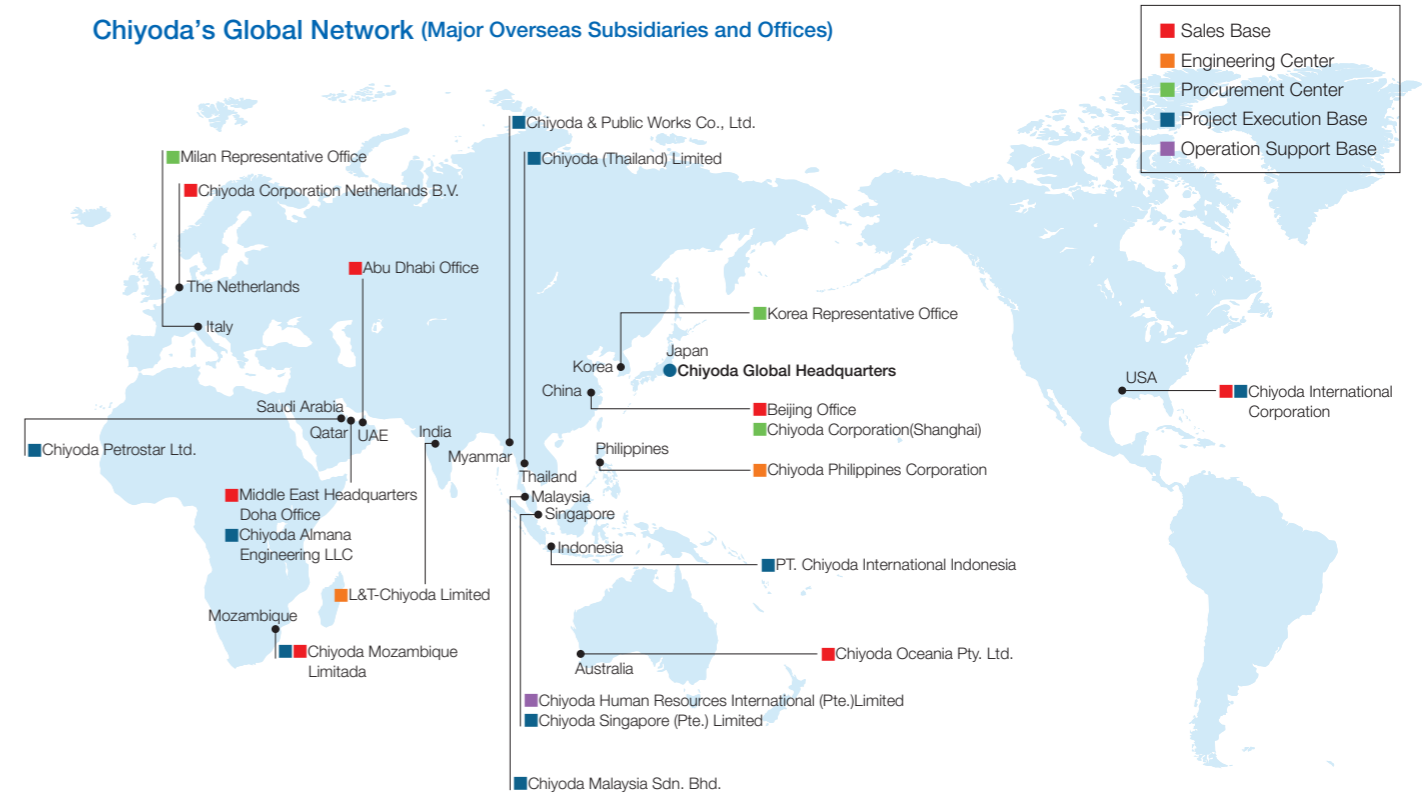 Chiyoda's Global Network (Major Overseas Subsidiaries and Offices)
Sales Base
Engineering Center
Procurement Center
Project Execution Base
Operation Support Base
Chiyoda & Public Works Co., Ltd.
Milan Representative Office
Chiyoda (Thailand) Limited
Chiyoda Corporation Netherlands B.V.
Abu Dhabi Office
The Netherlands
Italy
Korea Representative Office
Japan
Korea
Chiyoda Global Headquarters
China
USA
Chiyoda International
Corporation
Saudi Arabia
Qatar
UAE
India
Beijing Office
Chiyoda Corporation(Shanghai)
Chiyoda Petrostar Ltd.
Myanmar
Philippines
Thailand
Chiyoda Philippines Corporation
Middle East Headquarters
Doha Office
Malaysia
Singapore
Chiyoda Almana
Engineering LLC
Indonesia
PT. Chiyoda International Indonesia
L&T-Chiyoda Limited
Mozambique
Chiyoda Mozambique
Limitada
Chiyoda Oceania Pty. Ltd.
Australia
Chiyoda Human Resources International (Pte.)Limited
Chiyoda Singapore (Pte.) Limited
Chiyoda Malaysia Sdn. Bhd.